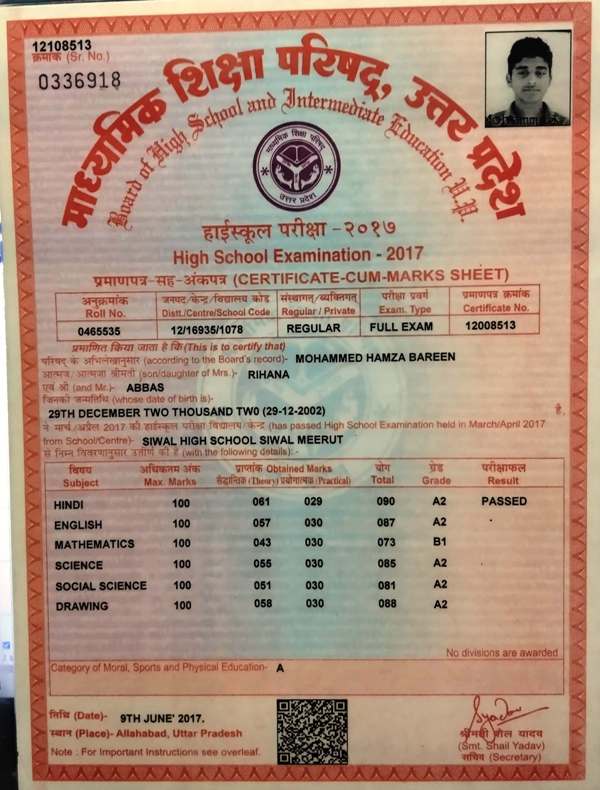 12108513
क्रमांक (Sr. No.)
0336918
माध्यमिक शिक्षा परिषद्, उत्तर प्रदेश
Board of High School and Intermediate Education U.P.
माध्यमिक शिक्षा परिषद्
उत्तर प्रदेश
हाईस्कूल परीक्षा -२०१७
High School Examination - 2017
प्रमाणपत्र-सह-अंकपत्र (CERTIFICATE-CUM-MARKS SHEET)
अनुक्रमांक जनपद/केन्द्र/विद्यालय कोड संस्थागत/व्यक्तिगत परीक्षा प्रवर्ग प्रमाणपत्र क्रमांक
Roll No. Distt./Centre/School Code Regular / Private Exam. Type Certificate No.
0465535 12/16935/1078 REGULAR FULL EXAM 12008513
प्रमाणित किया जाता है कि (This is to certify that)
परिषद के अभिलेखानुसार (according to the Board's record)- MOHAMMED HAMZA BAREEN
आत्मज/आत्मजा श्रीमती (son/daughter of Mrs.)- RIHANA
एवं श्री (and Mr.)- ABBAS
जिनकी जन्मतिथि (whose date of birth is)-
29TH DECEMBER TWO THOUSAND TWO (29-12-2002) है,
ने मार्च/अप्रैल 2017 की हाईस्कूल परीक्षा विद्यालय/केन्द्र (has passed High School Examination held in March/April 2017
from School/Centre)- SIWAL HIGH SCHOOL SIWAL MEERUT
से निम्न विवरणानुसार उत्तीर्ण की है (with the following details):-
विषय अधिकतम अंक प्राप्तांक Obtained Marks योग ग्रेड परीक्षाफल
Subject Max. Marks सैद्धान्तिक (Theory) प्रयोगात्मक (Practical) Total Grade Result
HINDI 100 061 029 090 A2 PASSED
ENGLISH 100 057 030 087 A2
MATHEMATICS 100 043 030 073 B1
SCIENCE 100 055 030 085 A2
SOCIAL SCIENCE 100 051 030 081 A2
DRAWING 100 058 030 088 A2
No divisions are awarded
Category of Moral, Sports and Physical Education- A
तिथि (Date)- 9TH JUNE' 2017.
स्थान (Place)- Allahabad, Uttar Pradesh
Note : For Important Instructions see overleaf.
श्रीमती शैल यादव
(Smt. Shail Yadav)
सचिव (Secretary)